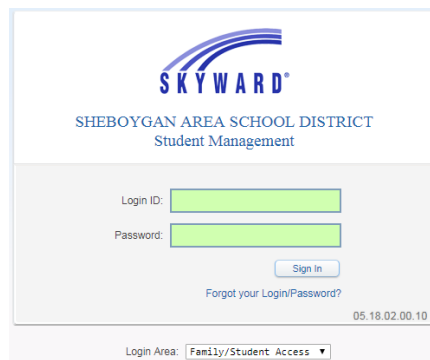 SKYWARD®
SHEBOYGAN AREA SCHOOL DISTRICT
Student Management
Login ID:
Password:
Sign In
Forgot your Login/Password?
05.18.02.00.10
Login Area: Family/Student Access